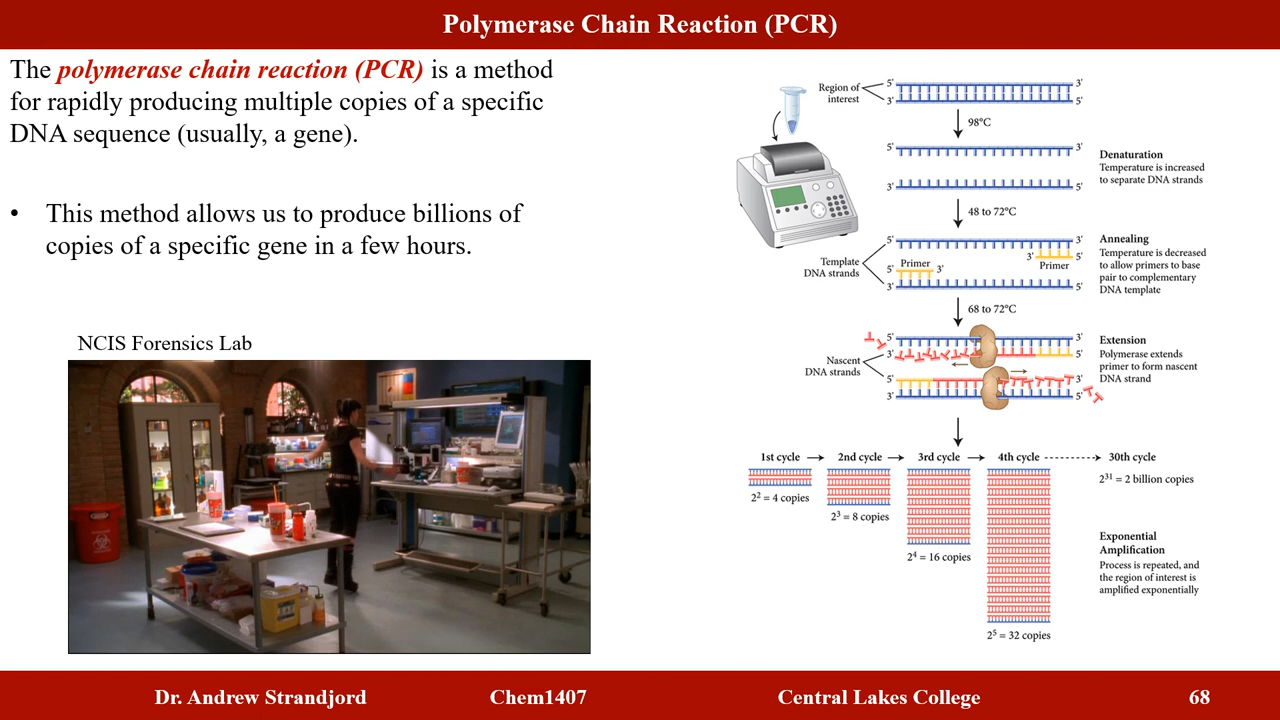 Polymerase Chain Reaction (PCR)
The polymerase chain reaction (PCR) is a method
for rapidly producing multiple copies of a specific
DNA sequence (usually, a gene).
• This method allows us to produce billions of
copies of a specific gene in a few hours.
NCIS Forensics Lab
Region of
interest
5' 3'
3' 5'
98°C
5' 3'
3' 5'
Denaturation
Temperature is increased
to separate DNA strands
48 to 72°C
Template
DNA strands
5' 3'
3' 5'
Primer
5' Primer 3'
3' 5'
Annealing
Temperature is decreased
to allow primers to base
pair to complementary
DNA template
68 to 72°C
Nascent
DNA strands
5' 3'
3' 5'
5' 3'
3' 5'
Extension
Polymerase extends
primer to form nascent
DNA strand
1st cycle 2nd cycle 3rd cycle 4th cycle 30th cycle
2² = 4 copies
2³ = 8 copies
2⁴ = 16 copies
2⁵ = 32 copies
2³¹ = 2 billion copies
Exponential
Amplification
Process is repeated, and
the region of interest is
amplified exponentially
Dr. Andrew Strandjord Chem1407 Central Lakes College 68